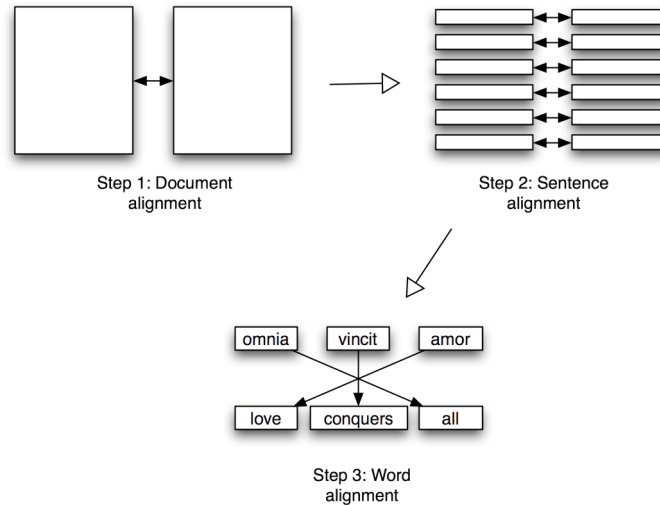 Step 1: Document
alignment
Step 2: Sentence
alignment
omnia vincit amor
love conquers all
Step 3: Word
alignment